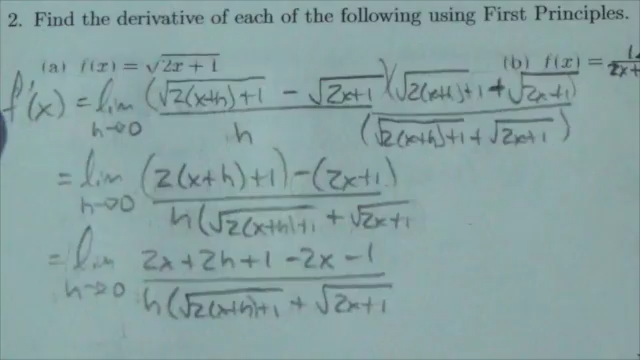 2. Find the derivative of each of the following using First Principles.
(a) f(x) = √(2x + 1)
(b) f(x) =
f'(x) = lim h→0 (√(2(x+h)+1) - √(2x+1))(√(2(x+h)+1) + √(2x+1)) / h (√(2(x+h)+1) + √(2x+1))
= lim h→0 (2(x+h)+1) - (2x+1) / h(√(2(x+h)+1) + √(2x+1)
= lim h→0 2x + 2h + 1 - 2x - 1 / h(√(2(x+h)+1) + √(2x+1)